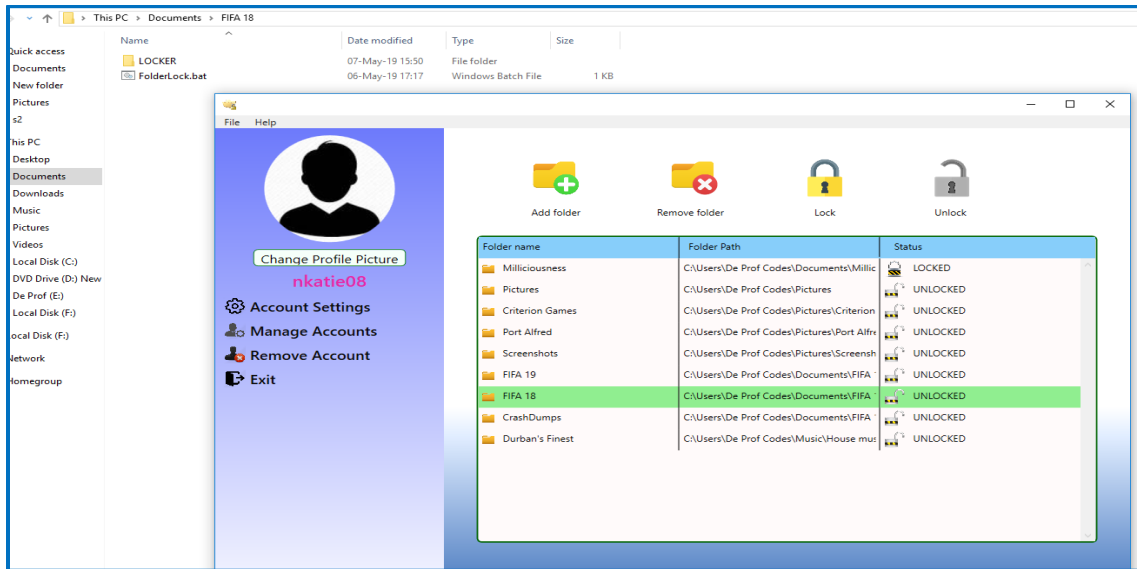 This PC > Documents > FIFA 18
Name Date modified Type Size
LOCKER 07-May-19 15:50 File folder
FolderLock.bat 06-May-19 17:17 Windows Batch File 1 KB
Quick access
Documents
New folder
Pictures
s2
This PC
Desktop
Documents
Downloads
Music
Pictures
Videos
Local Disk (C:)
DVD Drive (D:) New
De Prof (E:)
Local Disk (F:)
Local Disk (F:)
Network
Homegroup
File Help
Change Profile Picture
nkatie08
Account Settings
Manage Accounts
Remove Account
Exit
Add folder Remove folder Lock Unlock
Folder name Folder Path Status
Milliciousness C:\Users\De Prof Codes\Documents\Millic LOCKED
Pictures C:\Users\De Prof Codes\Pictures UNLOCKED
Criterion Games C:\Users\De Prof Codes\Pictures\Criterion UNLOCKED
Port Alfred C:\Users\De Prof Codes\Pictures\Port Alfre UNLOCKED
Screenshots C:\Users\De Prof Codes\Pictures\Screensh UNLOCKED
FIFA 19 C:\Users\De Prof Codes\Documents\FIFA UNLOCKED
FIFA 18 C:\Users\De Prof Codes\Documents\FIFA UNLOCKED
CrashDumps C:\Users\De Prof Codes\Documents\FIFA UNLOCKED
Durban's Finest C:\Users\De Prof Codes\Music\House mus UNLOCKED